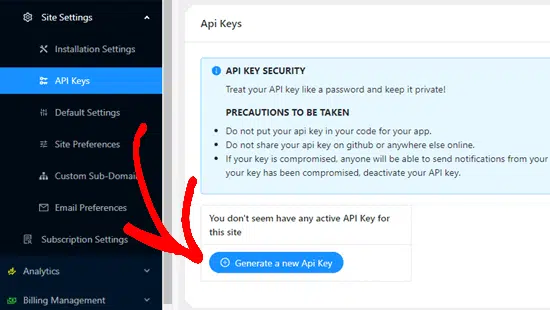 Site Settings
Installation Settings
API Keys
Default Settings
Site Preferences
Custom Sub-Domain
Email Preferences
Subscription Settings
Analytics
Billing Management
Api Keys
API KEY SECURITY
Treat your API key like a password and keep it private!
PRECAUTIONS TO BE TAKEN
Do not put your api key in your code for your app.
Do not share your api key on github or anywhere else online.
If your key is compromised, anyone will be able to send notifications from your
your key has been compromised, deactivate your API key.
You don't seem have any active API Key for
this site
Generate a new Api Key